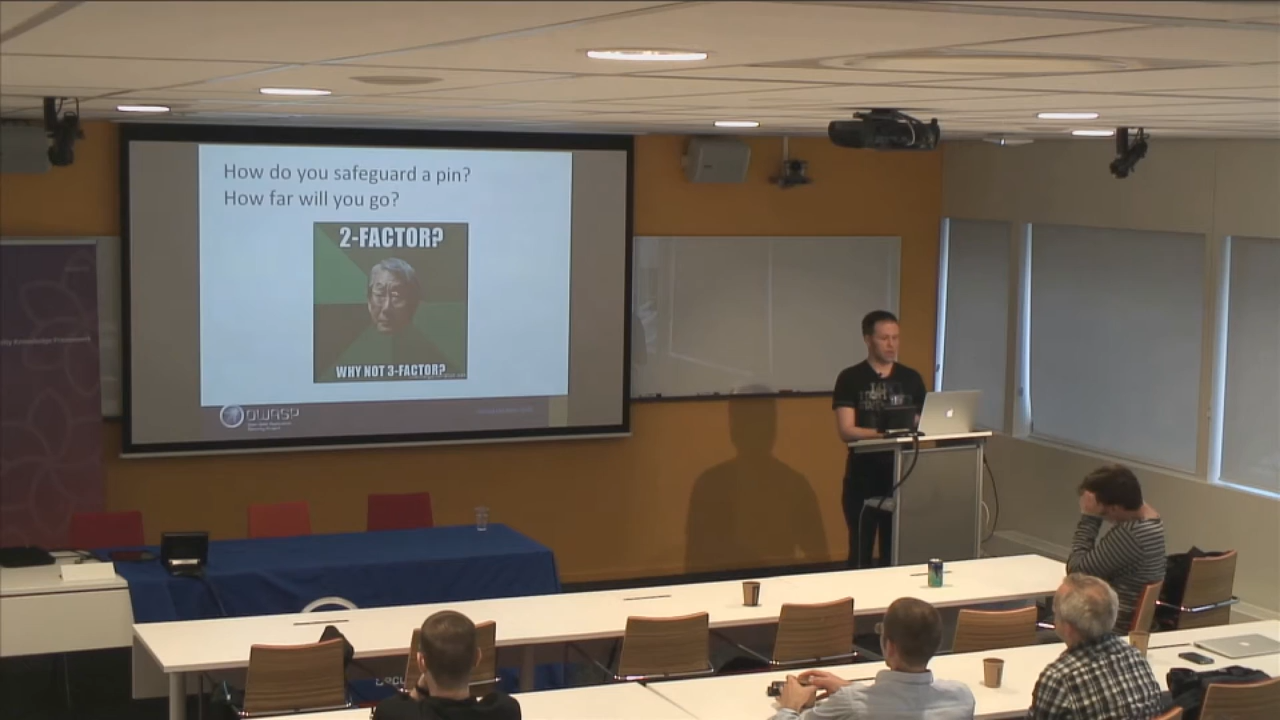 How do you safeguard a pin?
How far will you go?
2-FACTOR?
WHY NOT 3-FACTOR?
OWASP